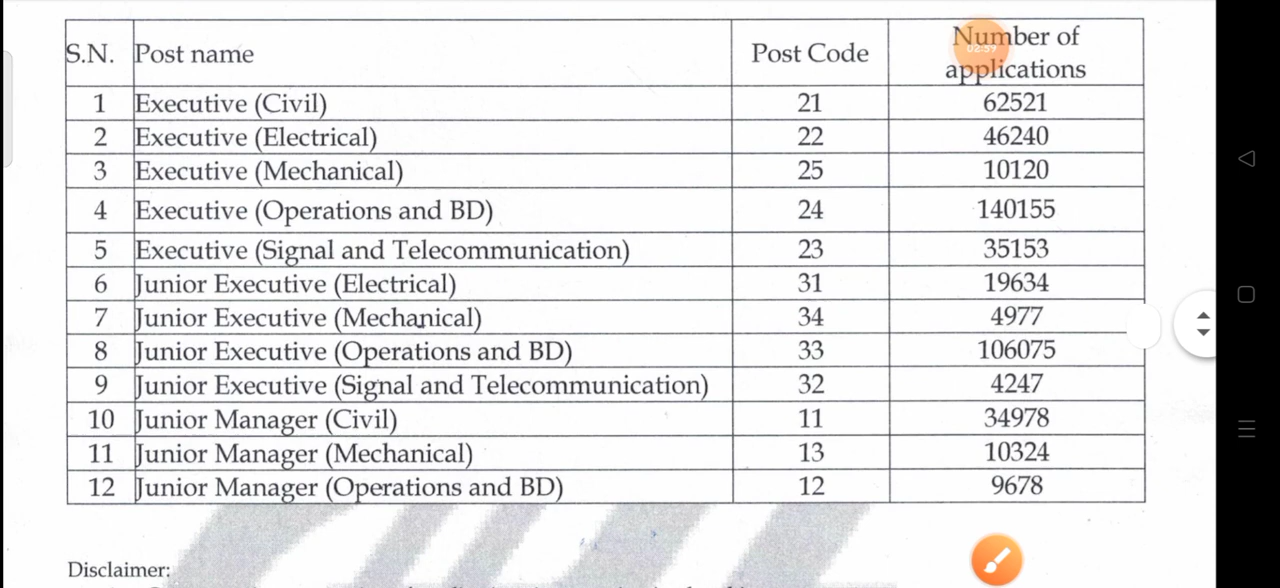 S.N. Post name Post Code Number of applications
02:59
1 Executive (Civil) 21 62521
2 Executive (Electrical) 22 46240
3 Executive (Mechanical) 25 10120
4 Executive (Operations and BD) 24 140155
5 Executive (Signal and Telecommunication) 23 35153
6 Junior Executive (Electrical) 31 19634
7 Junior Executive (Mechanical) 34 4977
8 Junior Executive (Operations and BD) 33 106075
9 Junior Executive (Signal and Telecommunication) 32 4247
10 Junior Manager (Civil) 11 34978
11 Junior Manager (Mechanical) 13 10324
12 Junior Manager (Operations and BD) 12 9678
Disclaimer: